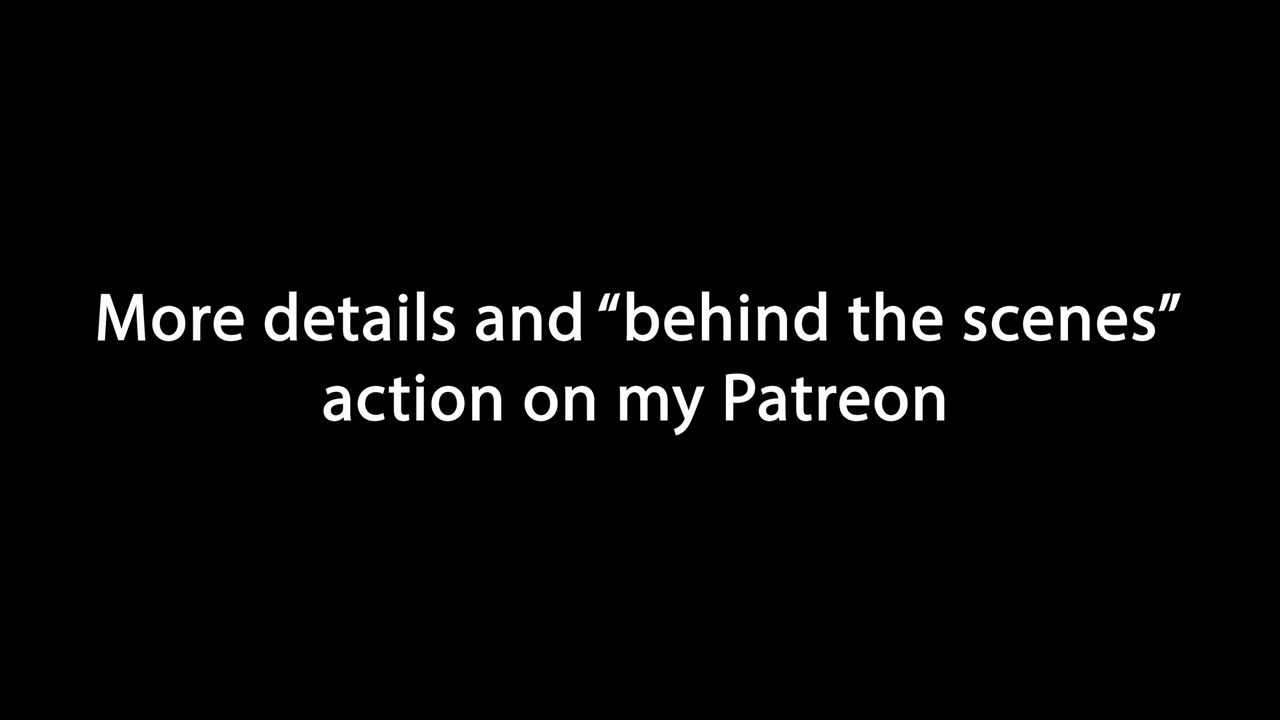 More details and “behind the scenes”
action on my Patreon